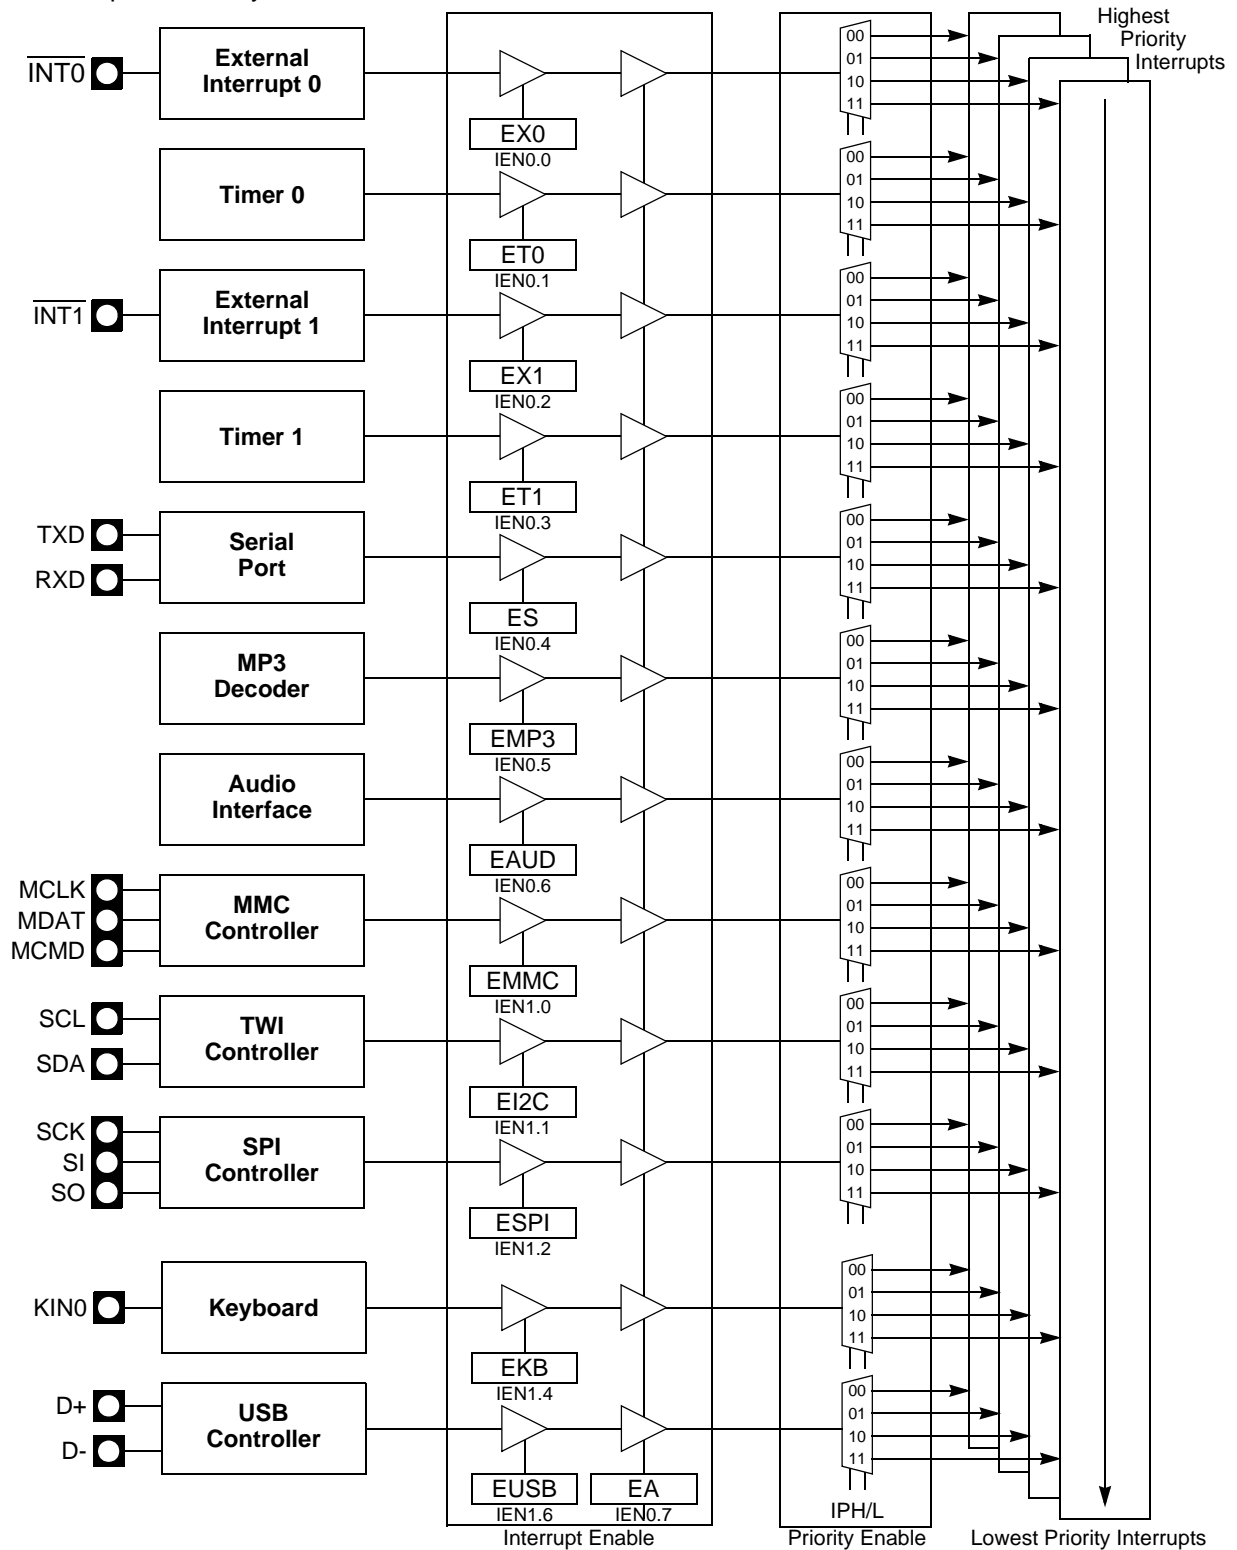 Highest
Priority
Interrupts
INT0
External
Interrupt 0
EX0
IEN0.0
00
01
10
11
Timer 0
ET0
IEN0.1
00
01
10
11
INT1
External
Interrupt 1
EX1
IEN0.2
00
01
10
11
Timer 1
ET1
IEN0.3
00
01
10
11
TXD
RXD
Serial
Port
ES
IEN0.4
00
01
10
11
MP3
Decoder
EMP3
IEN0.5
00
01
10
11
Audio
Interface
EAUD
IEN0.6
00
01
10
11
MCLK
MDAT
MCMD
MMC
Controller
EMMC
IEN1.0
00
01
10
11
SCL
SDA
TWI
Controller
EI2C
IEN1.1
00
01
10
11
SCK
SI
SO
SPI
Controller
ESPI
IEN1.2
00
01
10
11
KIN0
Keyboard
EKB
IEN1.4
00
01
10
11
D+
D-
USB
Controller
EUSB
IEN1.6
EA
IEN0.7
00
01
10
11
IPH/L
Interrupt Enable
Priority Enable
Lowest Priority Interrupts